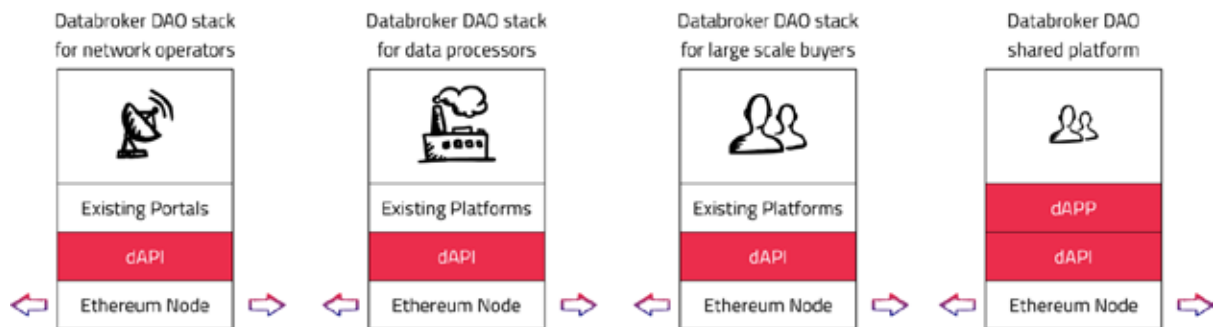 Databroker DAO stack
for network operators
Existing Portals
dAPI
Ethereum Node
Databroker DAO stack
for data processors
Existing Platforms
dAPI
Ethereum Node
Databroker DAO stack
for large scale buyers
Existing Platforms
dAPI
Ethereum Node
Databroker DAO
shared platform
dAPP
dAPI
Ethereum Node